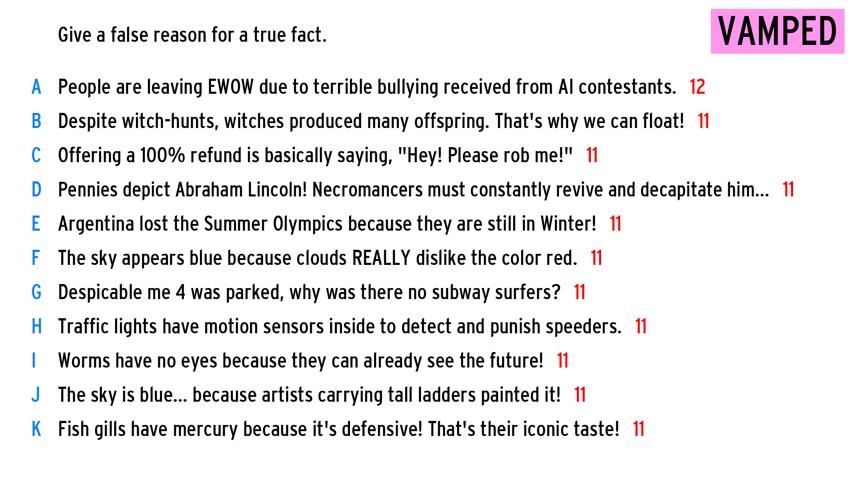 Give a false reason for a true fact.
VAMPED
A People are leaving EWOW due to terrible bullying received from AI contestants. 12
B Despite witch-hunts, witches produced many offspring. That's why we can float! 11
C Offering a 100% refund is basically saying, "Hey! Please rob me!" 11
D Pennies depict Abraham Lincoln! Necromancers must constantly revive and decapitate him... 11
E Argentina lost the Summer Olympics because they are still in Winter! 11
F The sky appears blue because clouds REALLY dislike the color red. 11
G Despicable me 4 was parked, why was there no subway surfers? 11
H Traffic lights have motion sensors inside to detect and punish speeders. 11
I Worms have no eyes because they can already see the future! 11
J The sky is blue... because artists carrying tall ladders painted it! 11
K Fish gills have mercury because it's defensive! That's their iconic taste! 11